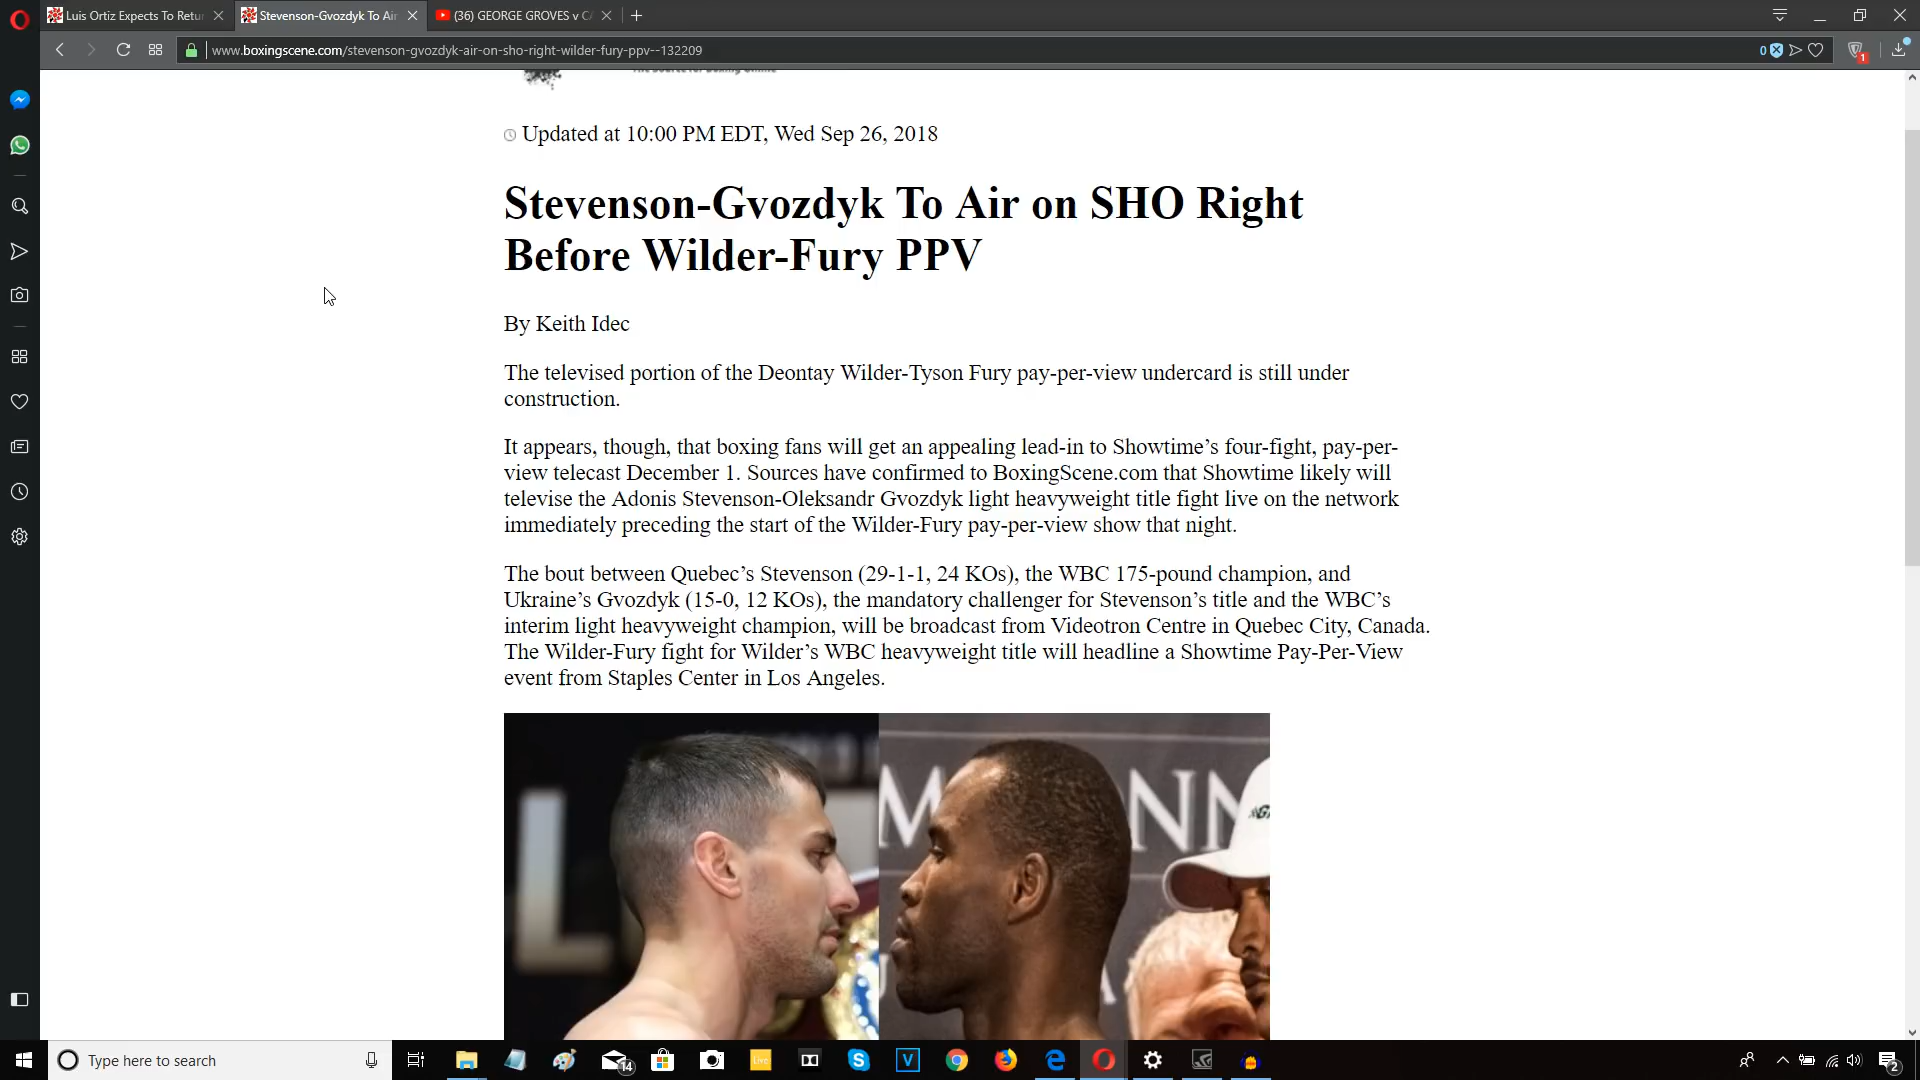 Luis Ortiz Expects To Retu
Stevenson-Gvozdyk To Air
(36) GEORGE GROVES v C
www.boxingscene.com/stevenson-gvozdyk-air-on-sho-right-wilder-fury-ppv--132209
0
1
Updated at 10:00 PM EDT, Wed Sep 26, 2018
Stevenson-Gvozdyk To Air on SHO Right
Before Wilder-Fury PPV
By Keith Idec
The televised portion of the Deontay Wilder-Tyson Fury pay-per-view undercard is still under
construction.
It appears, though, that boxing fans will get an appealing lead-in to Showtime’s four-fight, pay-per-
view telecast December 1. Sources have confirmed to BoxingScene.com that Showtime likely will
televise the Adonis Stevenson-Oleksandr Gvozdyk light heavyweight title fight live on the network
immediately preceding the start of the Wilder-Fury pay-per-view show that night.
The bout between Quebec’s Stevenson (29-1-1, 24 KOs), the WBC 175-pound champion, and
Ukraine’s Gvozdyk (15-0, 12 KOs), the mandatory challenger for Stevenson’s title and the WBC’s
interim light heavyweight champion, will be broadcast from Videotron Centre in Quebec City, Canada.
The Wilder-Fury fight for Wilder’s WBC heavyweight title will headline a Showtime Pay-Per-View
event from Staples Center in Los Angeles.
Type here to search
14
live
V
2